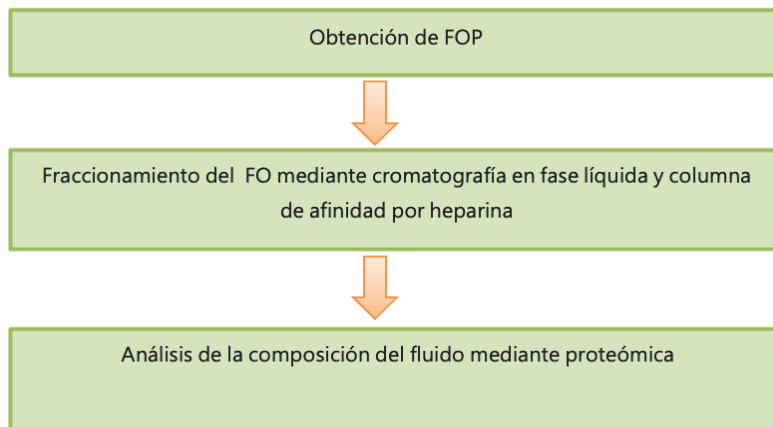 Obtención de FOP
Fraccionamiento del FO mediante cromatografía en fase líquida y columna
de afinidad por heparina
Análisis de la composición del fluido mediante proteómica